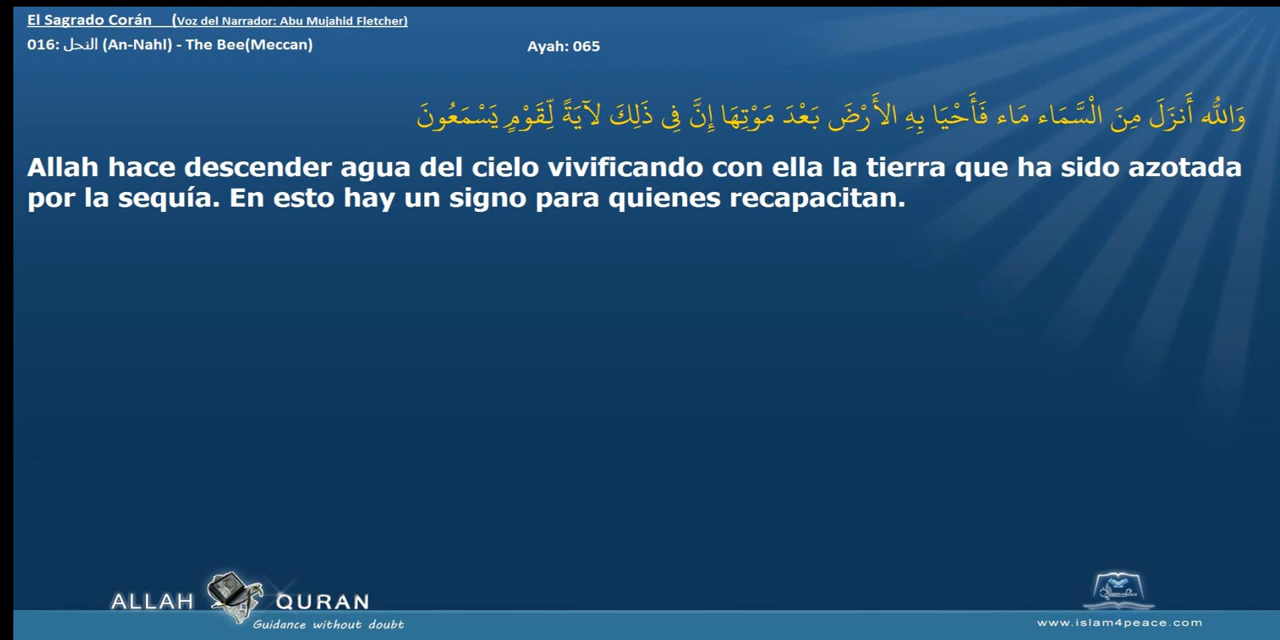 El Sagrado Corán (Voz del Narrador: Abu Mujahid Fletcher)
016: النحل (An-Nahl) - The Bee(Meccan) Ayah: 065
وَاللّه أَنزَلَ مِنَ الْسَّمَاء مَاء فَأَحْيَا بِهِ الأَرْضَ بَعْدَ مَوْتِهَا إِنَّ فِي ذَلِكَ لآيَةً لِّقَوْمٍ يَسْمَعُونَ
Allah hace descender agua del cielo vivificando con ella la tierra que ha sido azotada
por la sequía. En esto hay un signo para quienes recapacitan.
ALLAH QURAN
Guidance without doubt
www.islam4peace.com